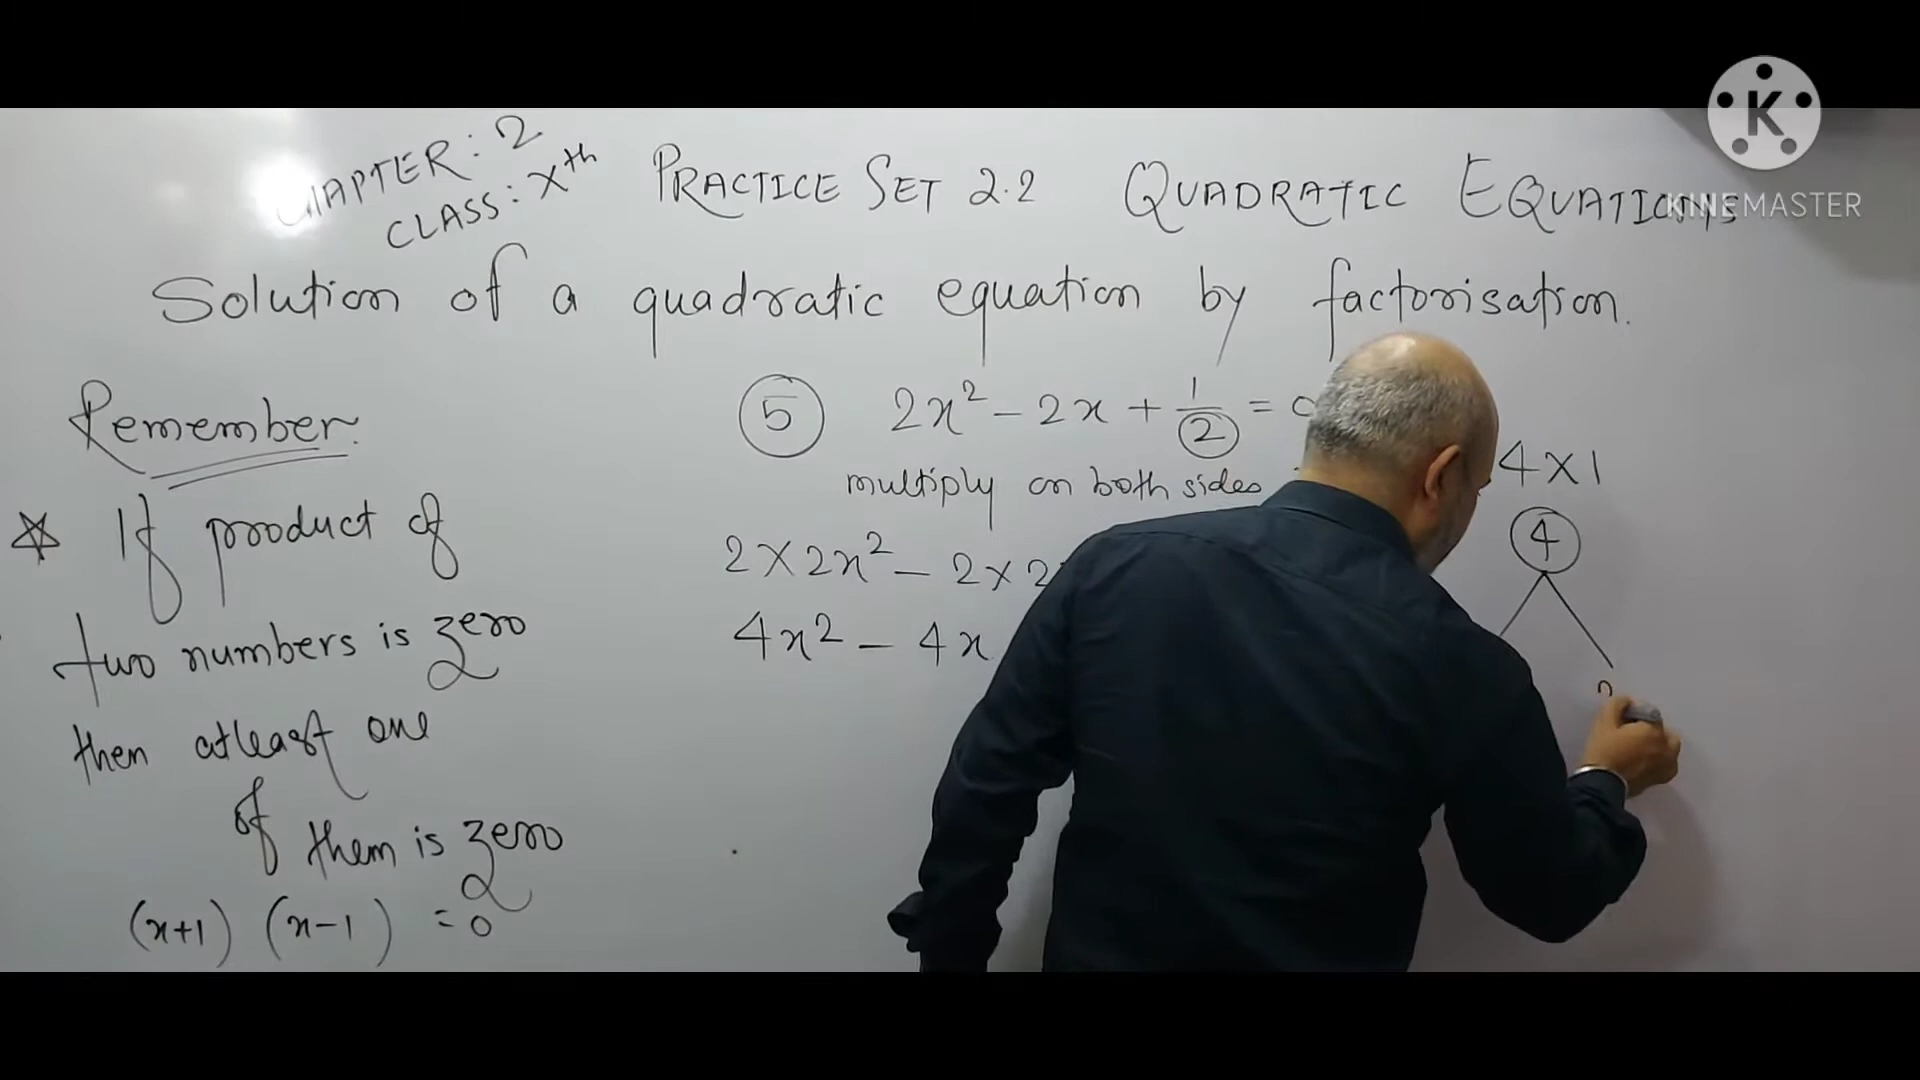 CHAPTER: 2
CLASS: Xth
PRACTICE SET 2.2 QUADRATIC EQUATIONS
K
KINEMASTER
Solution of a quadratic equation by factorisation.
Remember.
☆ If product of
two numbers is zero
then atleast one
of them is zero
(x+1) (x-1) = 0
5 2x² - 2x + 1/2 = 0
multiply on both sides
2 × 2x² - 2 × 2
4x² - 4x
4 × 1
4